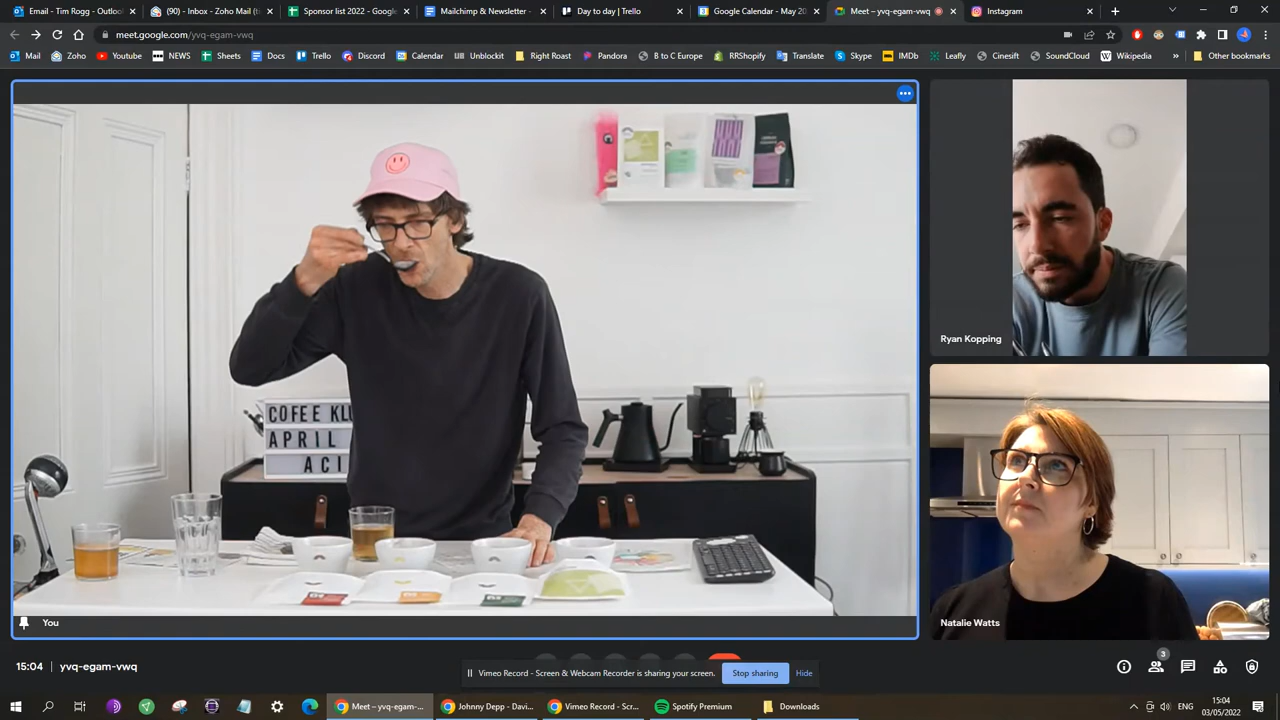 Email - Tim Rogg - Outloo
(90) - Inbox - Zoho Mail (t
Sponsor list 2022 - Google
Mailchimp & Newsletter -
Day to day | Trello
Google Calendar - May 20
Meet – yvq-egam-vwq
Instagram
meet.google.com/yvq-egam-vwq
Mail
Zoho
Youtube
NEWS
Sheets
Docs
Trello
Discord
Calendar
Unblockit
Right Roast
Pandora
B to C Europe
RRShopify
Translate
Skype
IMDb
Leafly
Cinesift
SoundCloud
Wikipedia
»
Other bookmarks
COFEE KLU
APRIL
ACI
You
Ryan Kopping
Natalie Watts
15:04 | yvq-egam-vwq
3
Vimeo Record - Screen & Webcam Recorder is sharing your screen.
Stop sharing
Hide
Meet – yvq-egam-...
Johnny Depp - Davi...
Vimeo Record - Scr...
Spotify Premium
Downloads
ENG
15:04
03/05/2022